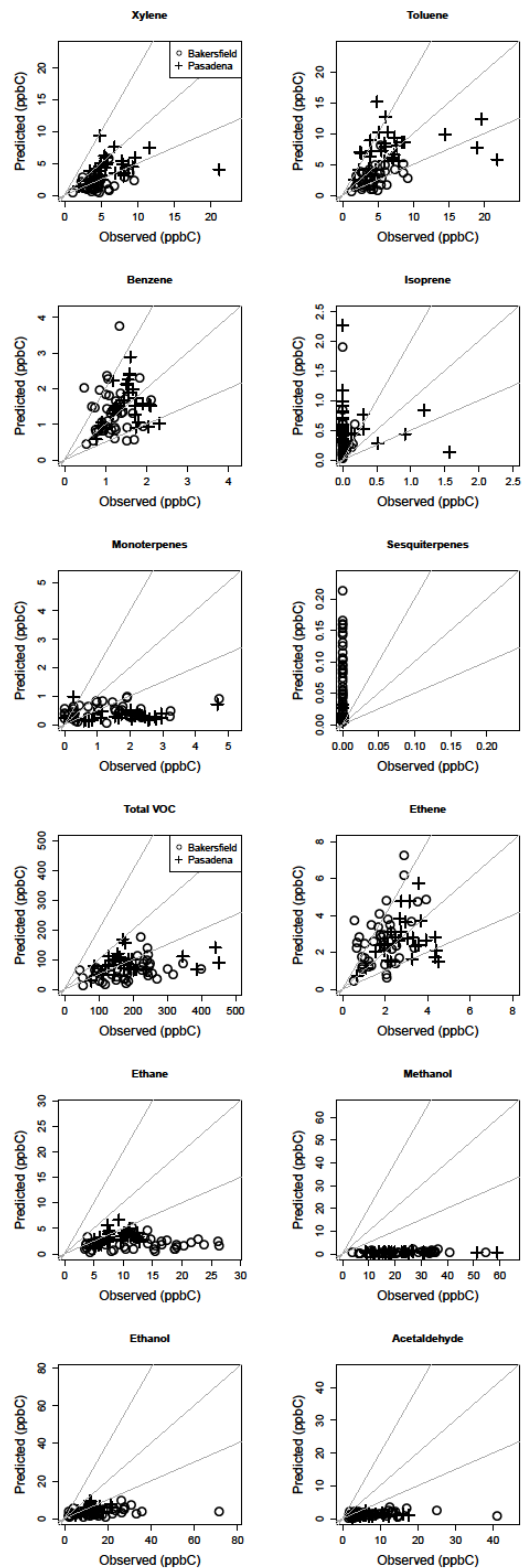 Xylene
Predicted (ppbC)
0 5 10 15 20
Bakersfield
Pasadena
0 5 10 15 20
Observed (ppbC)
Toluene
Predicted (ppbC)
0 5 10 15 20
0 5 10 15 20
Observed (ppbC)
Benzene
Predicted (ppbC)
0 1 2 3 4
0 1 2 3 4
Observed (ppbC)
Isoprene
Predicted (ppbC)
0.0 0.5 1.0 1.5 2.0 2.5
0.0 0.5 1.0 1.5 2.0 2.5
Observed (ppbC)
Monoterpenes
Predicted (ppbC)
0 1 2 3 4 5
0 1 2 3 4 5
Observed (ppbC)
Sesquiterpenes
Predicted (ppbC)
0.00 0.05 0.10 0.15 0.20
0.00 0.05 0.10 0.15 0.20
Observed (ppbC)
Total VOC
Predicted (ppbC)
0 100 200 300 400 500
Bakersfield
Pasadena
0 100 200 300 400 500
Observed (ppbC)
Ethene
Predicted (ppbC)
0 2 4 6 8
0 2 4 6 8
Observed (ppbC)
Ethane
Predicted (ppbC)
0 5 10 15 20 25 30
0 5 10 15 20 25 30
Observed (ppbC)
Methanol
Predicted (ppbC)
0 10 20 30 40 50 60
0 10 20 30 40 50 60
Observed (ppbC)
Ethanol
Predicted (ppbC)
0 20 40 60 80
0 20 40 60 80
Observed (ppbC)
Acetaldehyde
Predicted (ppbC)
0 10 20 30 40
0 10 20 30 40
Observed (ppbC)